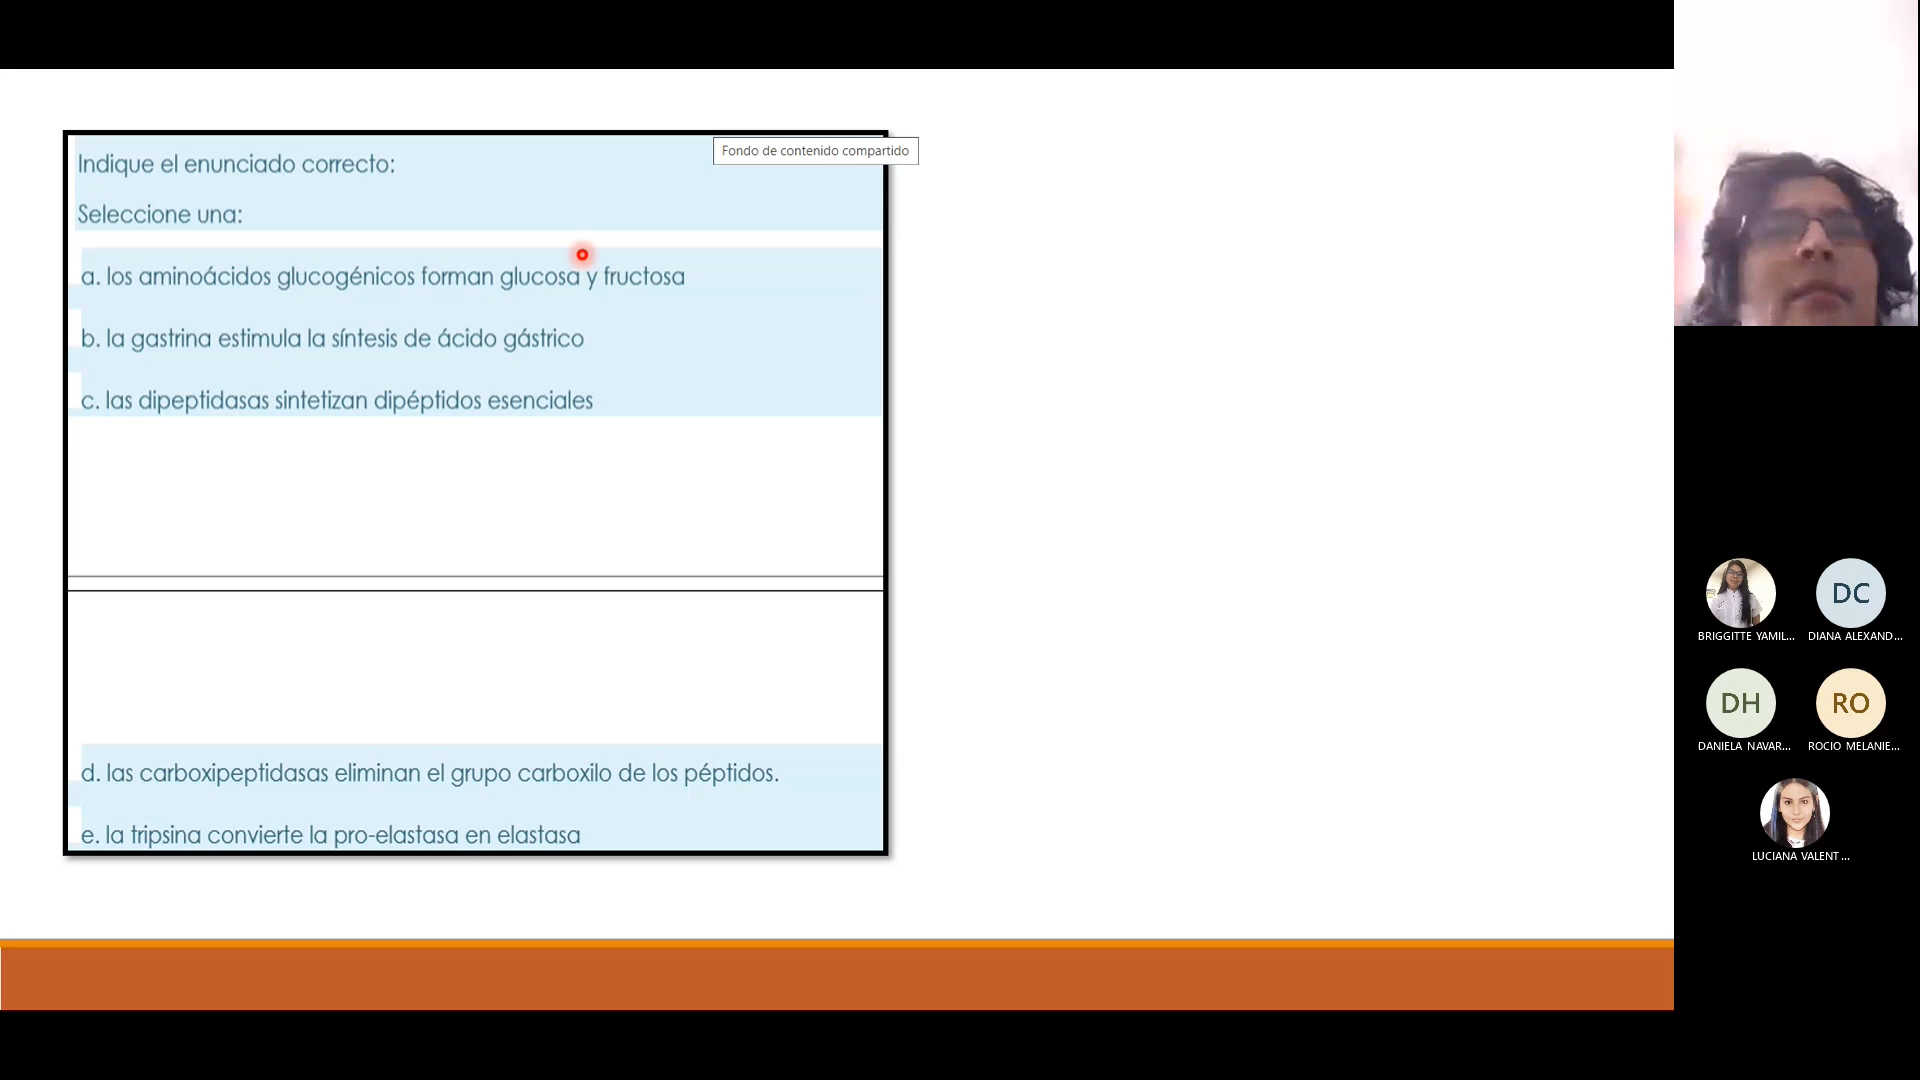 Indique el enunciado correcto:
Fondo de contenido compartido
Seleccione una:
a. los aminoácidos glucogénicos forman glucosa y fructosa
b. la gastrina estimula la síntesis de ácido gástrico
c. las dipeptidasas sintetizan dipéptidos esenciales
d. las carboxipeptidasas eliminan el grupo carboxilo de los péptidos.
e. la tripsina convierte la pro-elastasa en elastasa
DC
BRIGGITTE YAMIL...
DIANA ALEXAND...
DH
RO
DANIELA NAVAR...
ROCIO MELANIE...
LUCIANA VALENT...